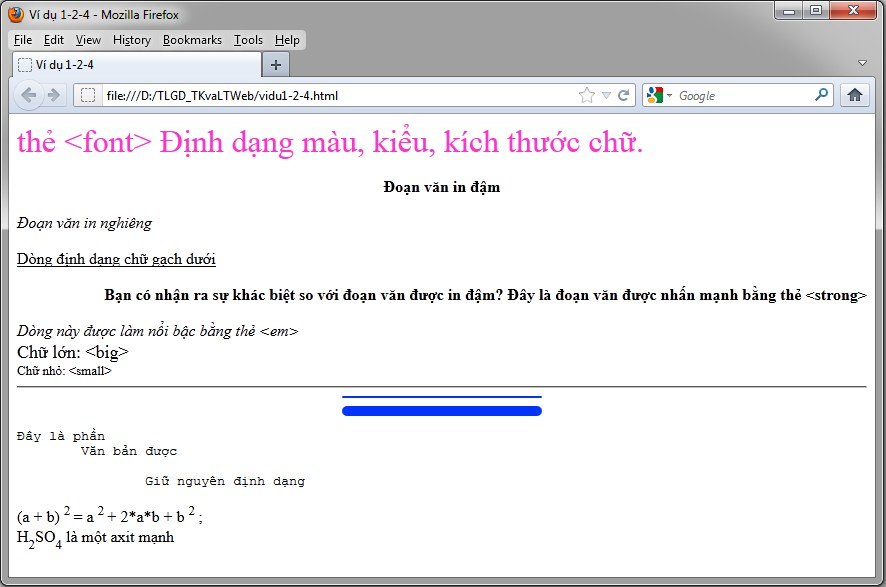 Ví dụ 1-2-4 - Mozilla Firefox
File Edit View History Bookmarks Tools Help
Ví dụ 1-2-4
file:///D:/TLGD_TKvaLTWeb/vidu1-2-4.html Google
thẻ <font> Định dạng màu, kiểu, kích thước chữ.
Đoạn văn in đậm
Đoạn văn in nghiêng
Dòng định dạng chữ gạch dưới
Bạn có nhận ra sự khác biệt so với đoạn văn được in đậm? Đây là đoạn văn được nhấn mạnh bằng thẻ <strong>
Dòng này được làm nổi bậc bằng thẻ <em>
Chữ lớn: <big>
Chữ nhỏ: <small>
Đây là phần
Văn bản được
Giữ nguyên định dạng
(a + b) ² = a ² + 2*a*b + b ² ;
H₂SO₄ là một axit mạnh